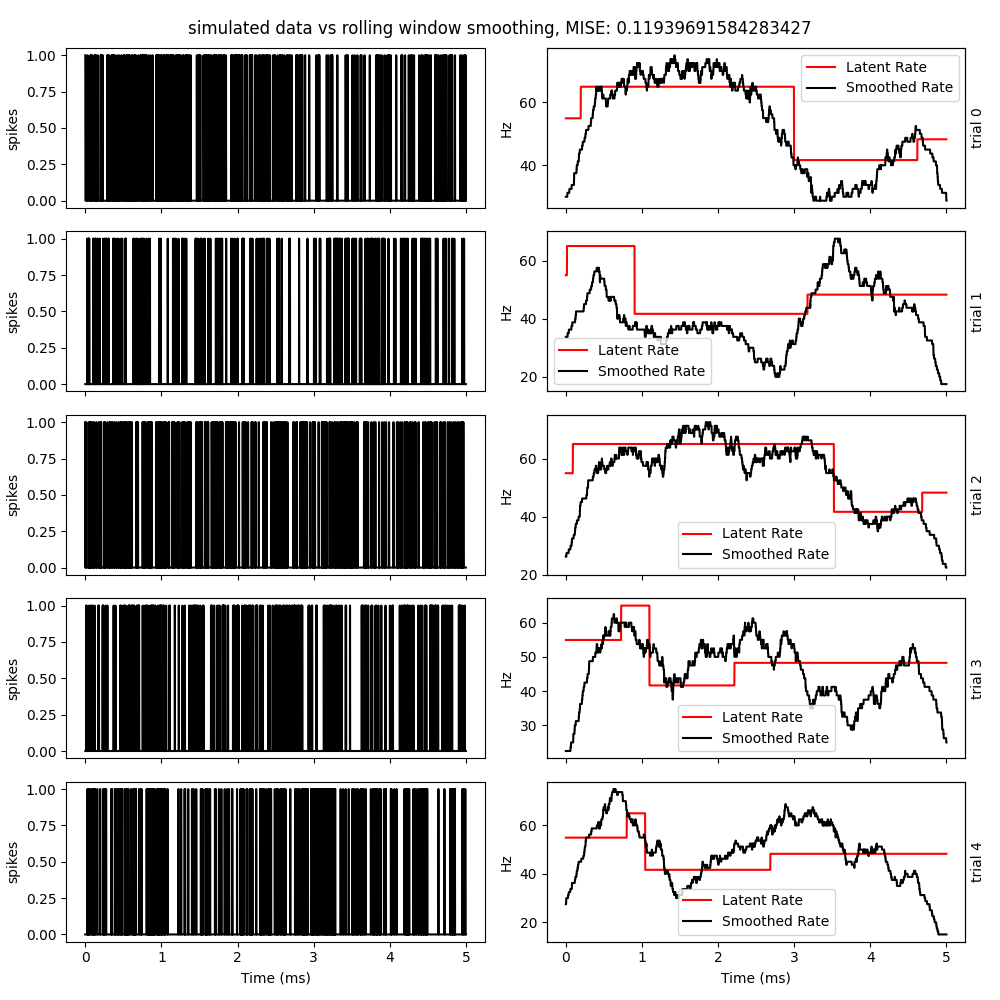 simulated data vs rolling window smoothing, MISE: 0.11939691584283427
1.00
0.75
0.50
0.25
0.00
spikes
60
40
Hz
Latent Rate
Smoothed Rate
trial 0
1.00
0.75
0.50
0.25
0.00
spikes
60
40
20
Hz
Latent Rate
Smoothed Rate
trial 1
1.00
0.75
0.50
0.25
0.00
spikes
60
40
20
Hz
Latent Rate
Smoothed Rate
trial 2
1.00
0.75
0.50
0.25
0.00
spikes
60
50
40
30
Hz
Latent Rate
Smoothed Rate
trial 3
1.00
0.75
0.50
0.25
0.00
spikes
0 1 2 3 4 5
Time (ms)
60
40
20
Hz
Latent Rate
Smoothed Rate
trial 4
0 1 2 3 4 5
Time (ms)